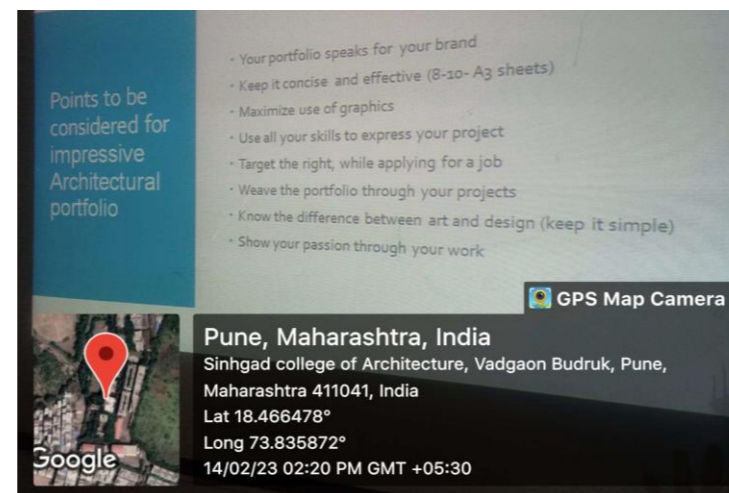 Points to be
considered for
impressive
Architectural
portfolio
- Your portfolio speaks for your brand
- Keep it concise and effective (8-10- A3 sheets)
- Maximize use of graphics
- Use all your skills to express your project
- Target the right, while applying for a job
- Weave the portfolio through your projects
- Know the difference between art and design (keep it simple)
- Show your passion through your work
GPS Map Camera
Pune, Maharashtra, India
Sinhgad college of Architecture, Vadgaon Budruk, Pune,
Maharashtra 411041, India
Lat 18.466478°
Long 73.835872°
14/02/23 02:20 PM GMT +05:30
Google